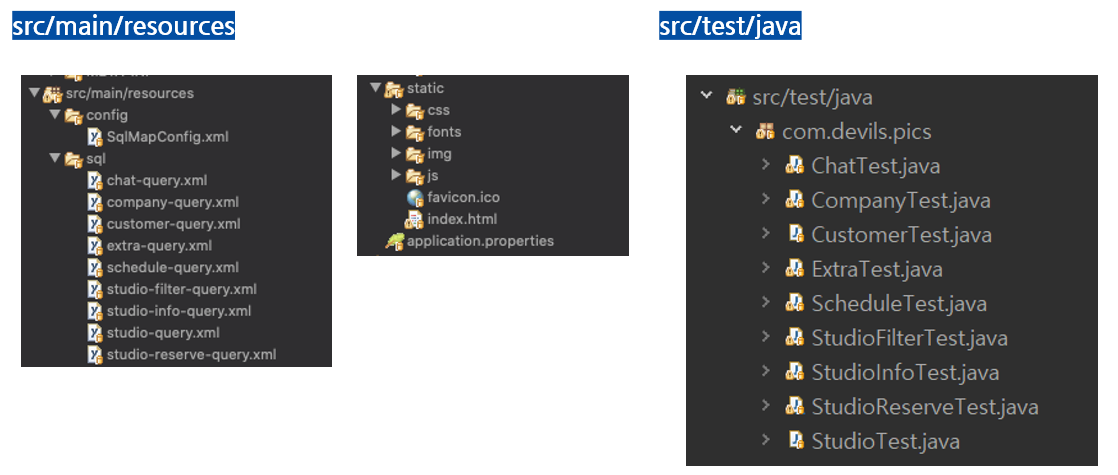 src/main/resources
src/main/resources
config
SqlMapConfig.xml
sql
chat-query.xml
company-query.xml
customer-query.xml
extra-query.xml
schedule-query.xml
studio-filter-query.xml
studio-info-query.xml
studio-query.xml
studio-reserve-query.xml
static
css
fonts
img
js
favicon.ico
index.html
application.properties
src/test/java
src/test/java
com.devils.pics
ChatTest.java
CompanyTest.java
CustomerTest.java
ExtraTest.java
ScheduleTest.java
StudioFilterTest.java
StudioInfoTest.java
StudioReserveTest.java
StudioTest.java